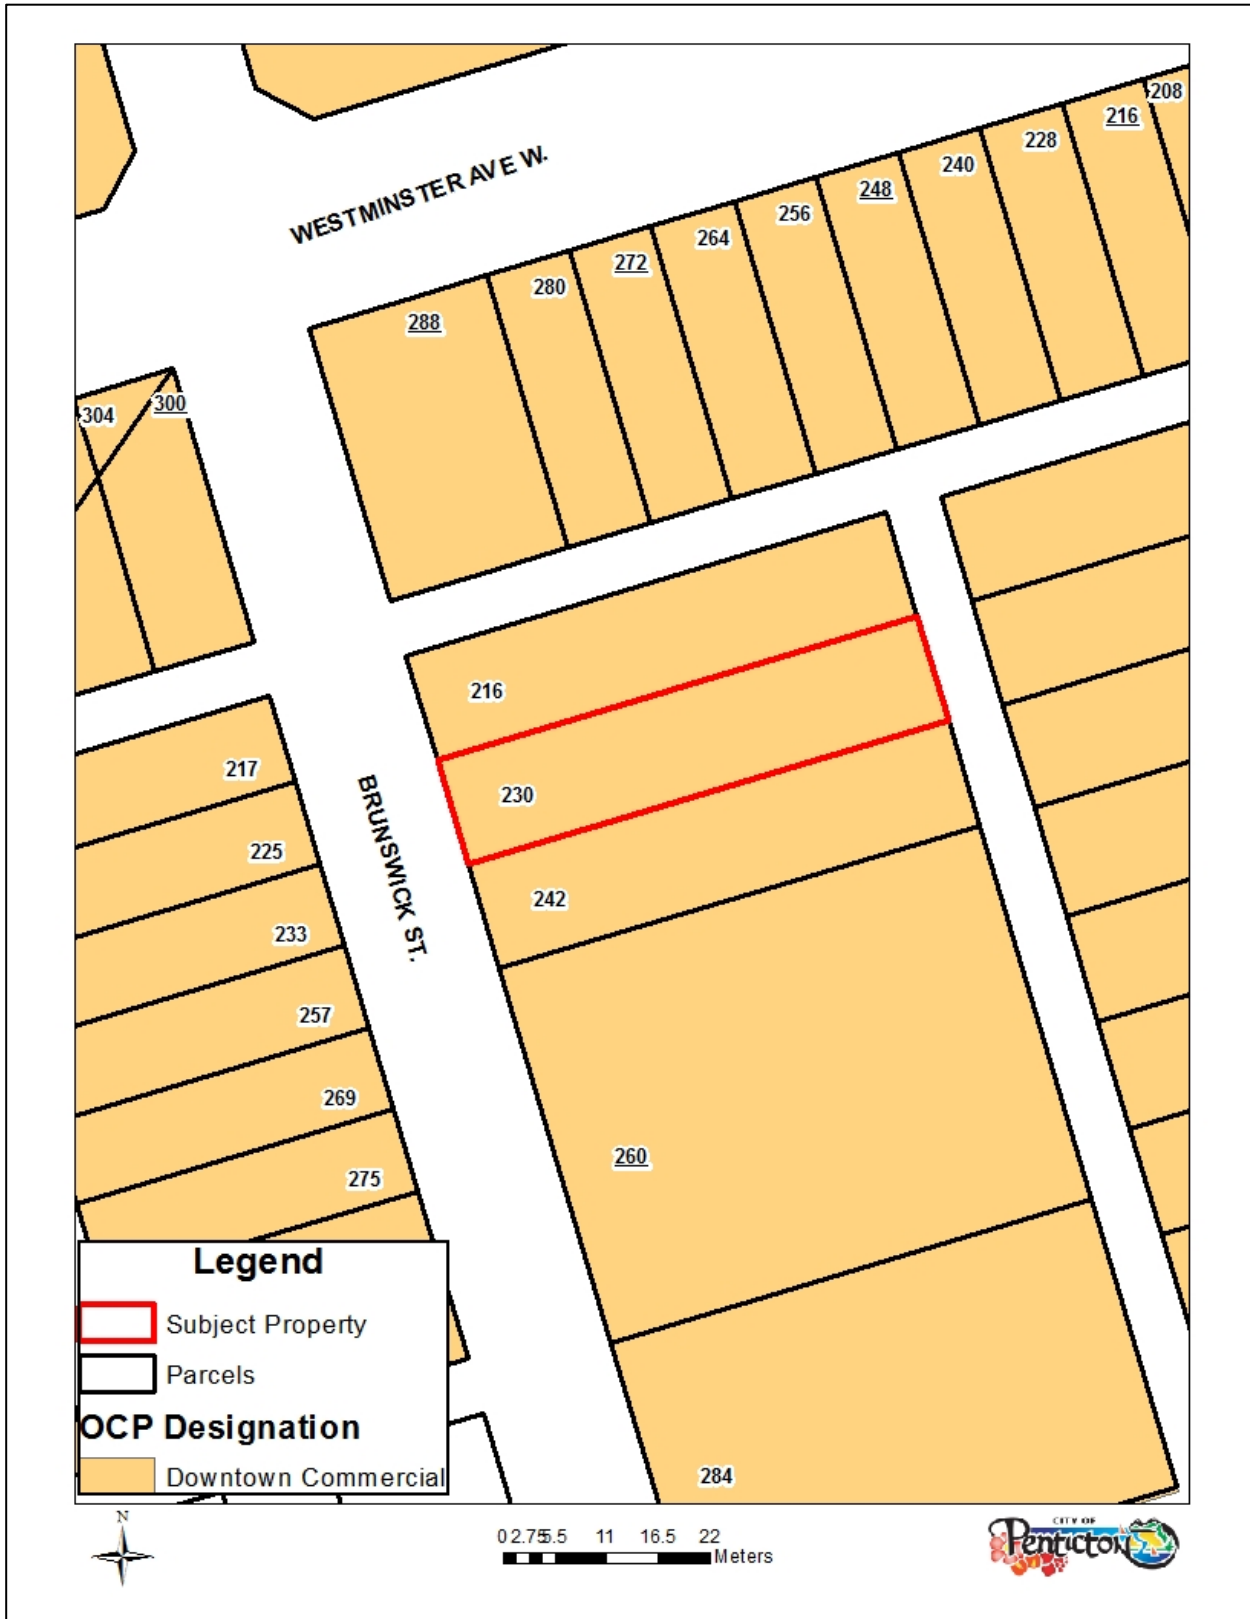 208
216
228
240
248
256
264
272
280
288
WESTMINSTER AVE W.
304
300
216
217
230
225
BRUNSWICK ST.
242
233
257
269
260
275
Legend
Subject Property
Parcels
OCP Designation
Downtown Commercial
284
N
0 2.75 5.5 11 16.5 22
Meters
CITY OF
Penticton